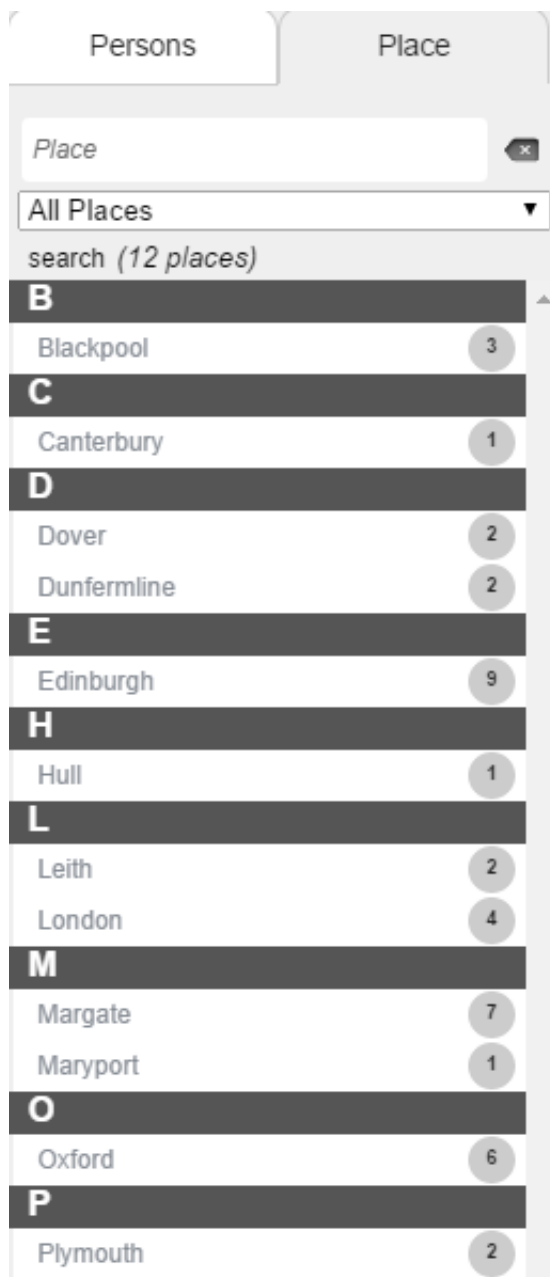 Persons Place
Place
All Places
search (12 places)
B
Blackpool 3
C
Canterbury 1
D
Dover 2
Dunfermline 2
E
Edinburgh 9
H
Hull 1
L
Leith 2
London 4
M
Margate 7
Maryport 1
O
Oxford 6
P
Plymouth 2